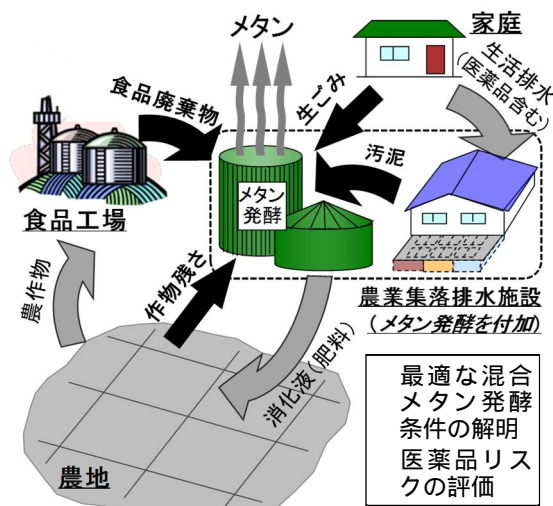 メタン
家庭
生活排水
(医薬品含む)
食品廃棄物
生ごみ
汚泥
メタン
発酵
食品工場
農業集落排水施設
(メタン発酵を付加)
農作物
作物残さ
消化液(肥料)
農地
最適な混合
メタン発酵
条件の解明
医薬品リス
クの評価